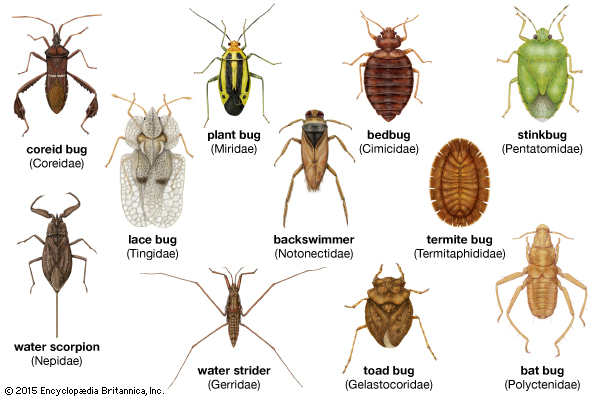 coreid bug
(Coreidae)
plant bug
(Miridae)
bedbug
(Cimicidae)
stinkbug
(Pentatomidae)
lace bug
(Tingidae)
backswimmer
(Notonectidae)
termite bug
(Termitaphididae)
water scorpion
(Nepidae)
water strider
(Gerridae)
toad bug
(Gelastocoridae)
bat bug
(Polyctenidae)
© 2015 Encyclopædia Britannica, Inc.